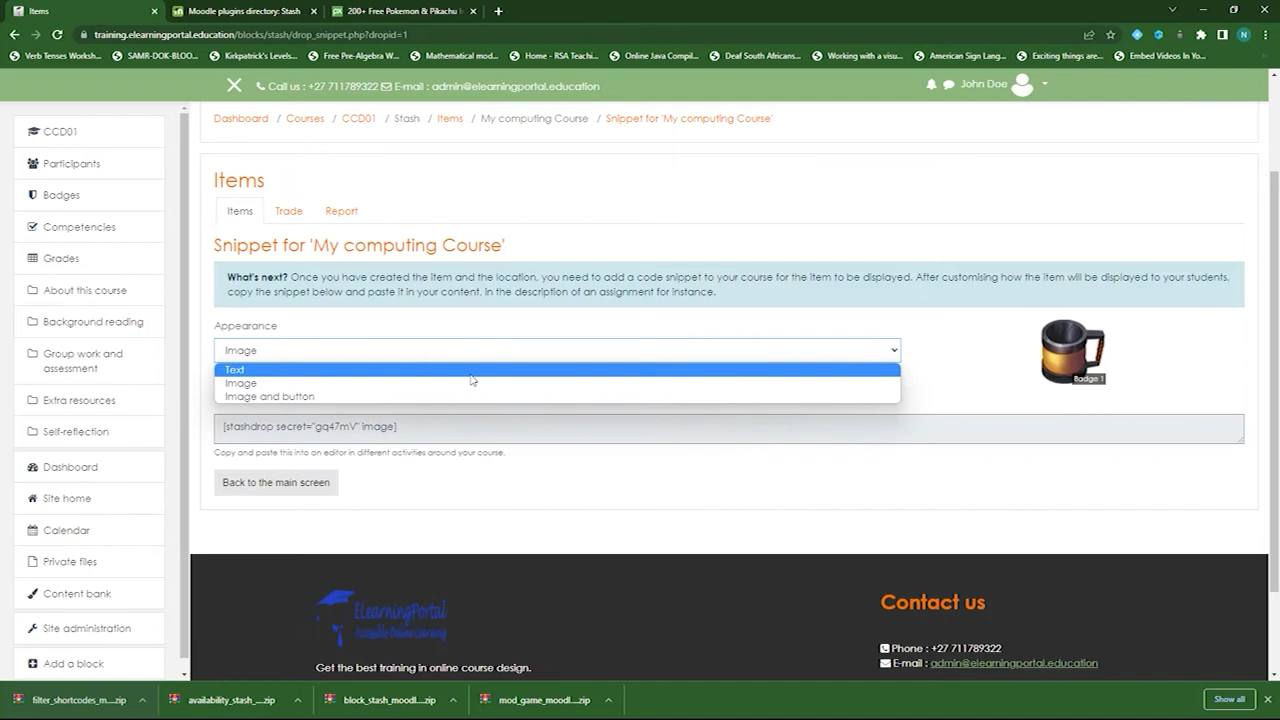 Items
Moodle plugins directory: Stash
200+ Free Pokemon & Pikachu I
training.elearningportal.education/blocks/stash/drop_snippet.php?dropid=1
N
Verb Tenses Worksh...
SAMR-DOK-BLOO...
Kirkpatrick's Levels...
Free Pre-Algebra W...
Mathematical mod...
Home - RSA Teachi...
Online Java Compil...
Deaf South Africans...
Working with a visu...
American Sign Lang...
Exciting things are...
Embed Videos In Yo...
Call us : +27 711789322 E-mail : admin@elearningportal.education
John Doe
CCD01
Participants
Badges
Competencies
Grades
About this course
Background reading
Group work and
assessment
Extra resources
Self-reflection
Dashboard
Site home
Calendar
Private files
Content bank
Site administration
Add a block
Dashboard / Courses / CCD01 / Stash / Items / My computing Course / Snippet for 'My computing Course'
Items
Items Trade Report
Snippet for 'My computing Course'
What's next? Once you have created the item and the location, you need to add a code snippet to your course for the item to be displayed. After customising how the item will be displayed to your students,
copy the snippet below and paste it in your content, in the description of an assignment for instance.
Appearance
Image
Text
Image
Image and button
Badge 1
[stashdrop secret="gq47mV" image]
Copy and paste this into an editor in different activities around your course.
Back to the main screen
ElearningPortal
Accessible Online Learning
Get the best training in online course design.
Contact us
Phone : +27 711789322
E-mail : admin@elearningportal.education
filter_shortcodes_m....zip
availability_stash_....zip
block_stash_moodl....zip
mod_game_moodl....zip
Show all